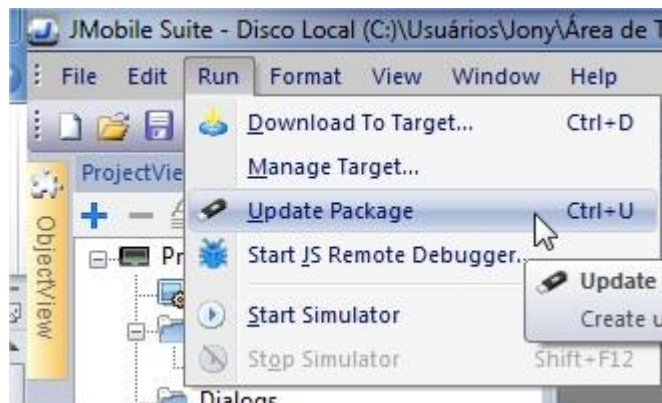 JMobile Suite - Disco Local (C:)\Usuários\Jony\Área de T
File Edit Run Format View Window Help
Download To Target... Ctrl+D
ProjectVie
Manage Target...
Update Package Ctrl+U
ObjectView
Pr
Start JS Remote Debugger..
Update
Create u
Start Simulator
Stop Simulator Shift+F12
Dialogs